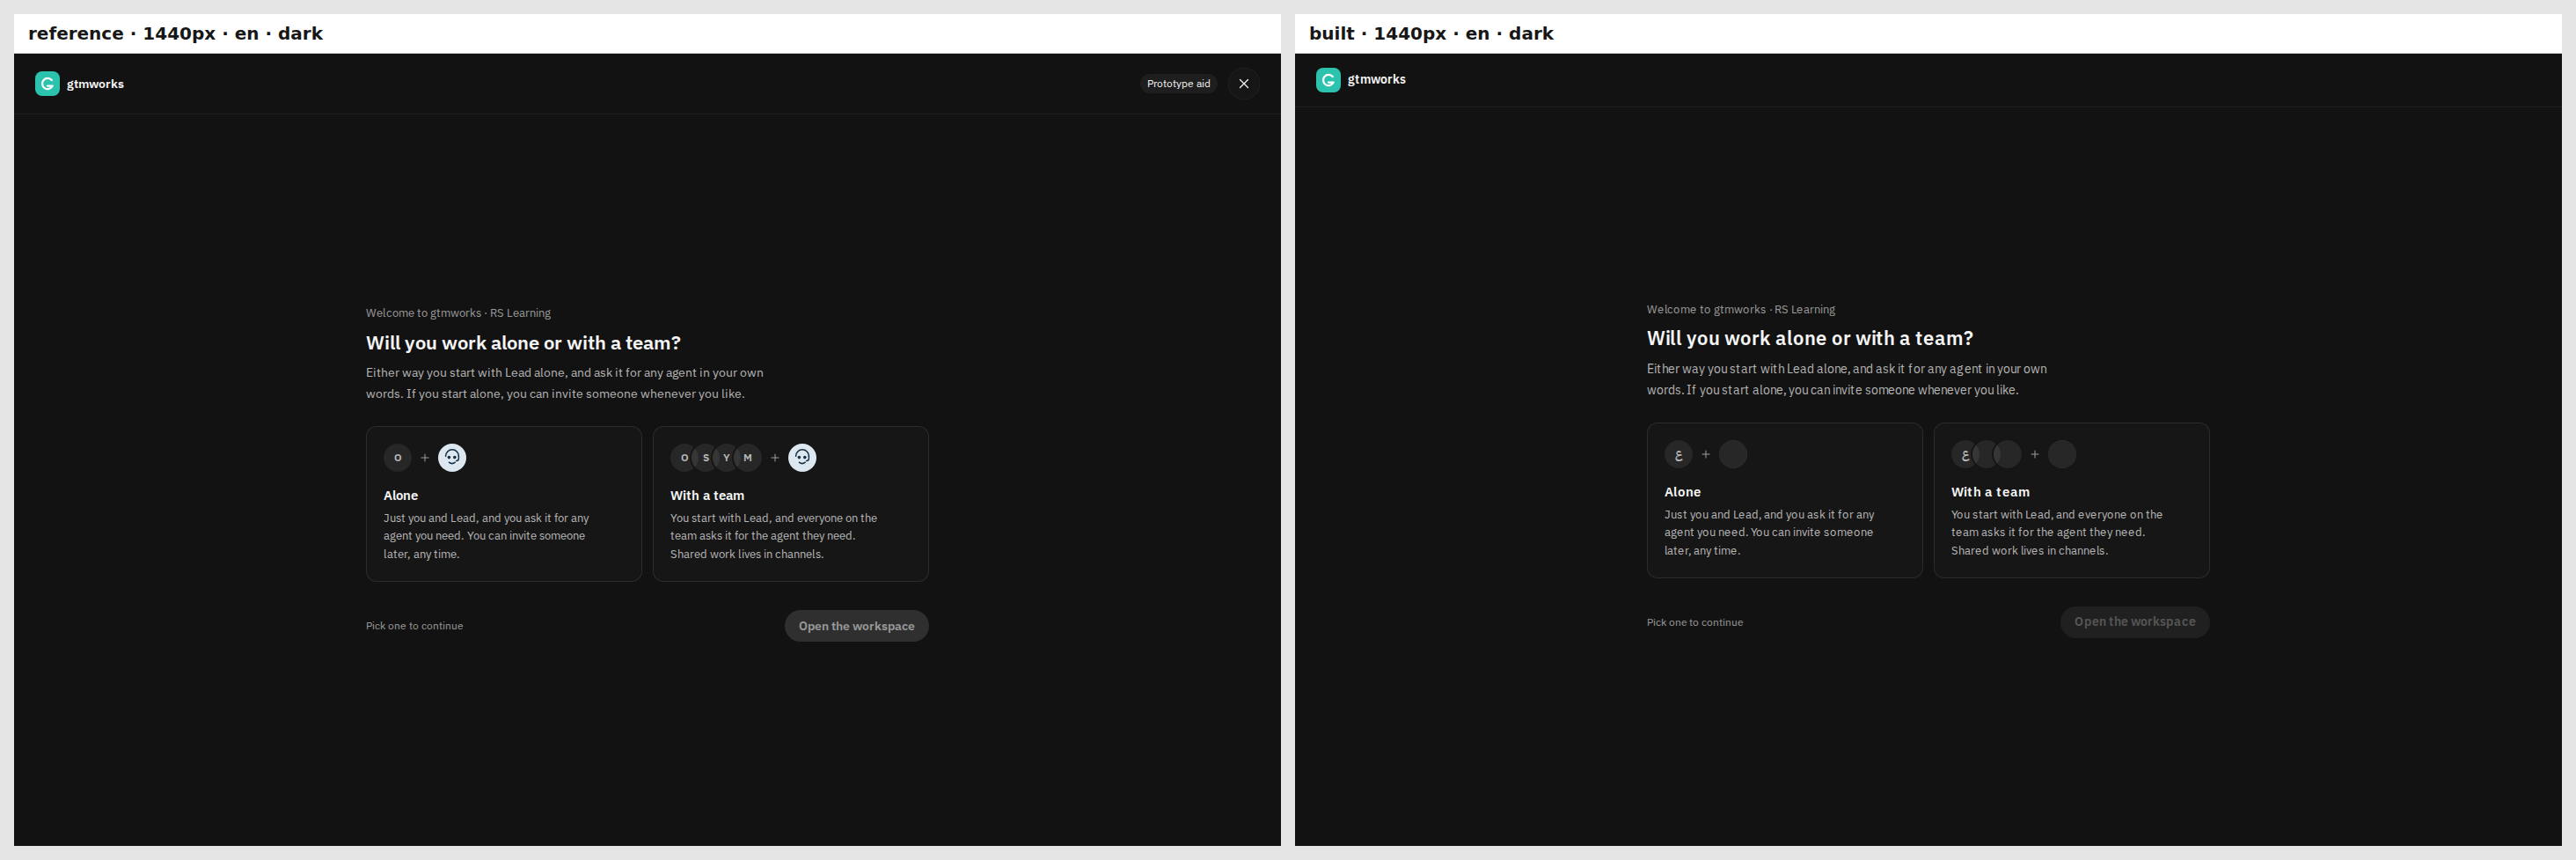 reference · 1440px · en · dark
gtmworks
Prototype aid
Welcome to gtmworks · RS Learning
Will you work alone or with a team?
Either way you start with Lead alone, and ask it for any agent in your own
words. If you start alone, you can invite someone whenever you like.
O +
O S Y M +
Alone
Just you and Lead, and you ask it for any
agent you need. You can invite someone
later, any time.
With a team
You start with Lead, and everyone on the
team asks it for the agent they need.
Shared work lives in channels.
Pick one to continue
Open the workspace
built · 1440px · en · dark
gtmworks
Welcome to gtmworks · RS Learning
Will you work alone or with a team?
Either way you start with Lead alone, and ask it for any agent in your own
words. If you start alone, you can invite someone whenever you like.
ع +
ع +
Alone
Just you and Lead, and you ask it for any
agent you need. You can invite someone
later, any time.
With a team
You start with Lead, and everyone on the
team asks it for the agent they need.
Shared work lives in channels.
Pick one to continue
Open the workspace